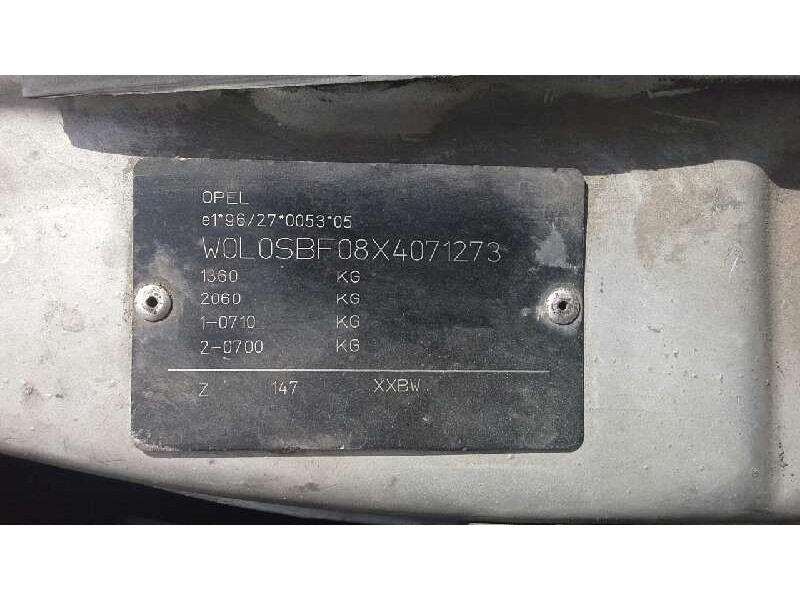 OPEL
e1*96/27*0053*05
W0L0SBF08X4071273
1360 KG
2060 KG
1-0710 KG
2-0700 KG
Z 147 XXBW